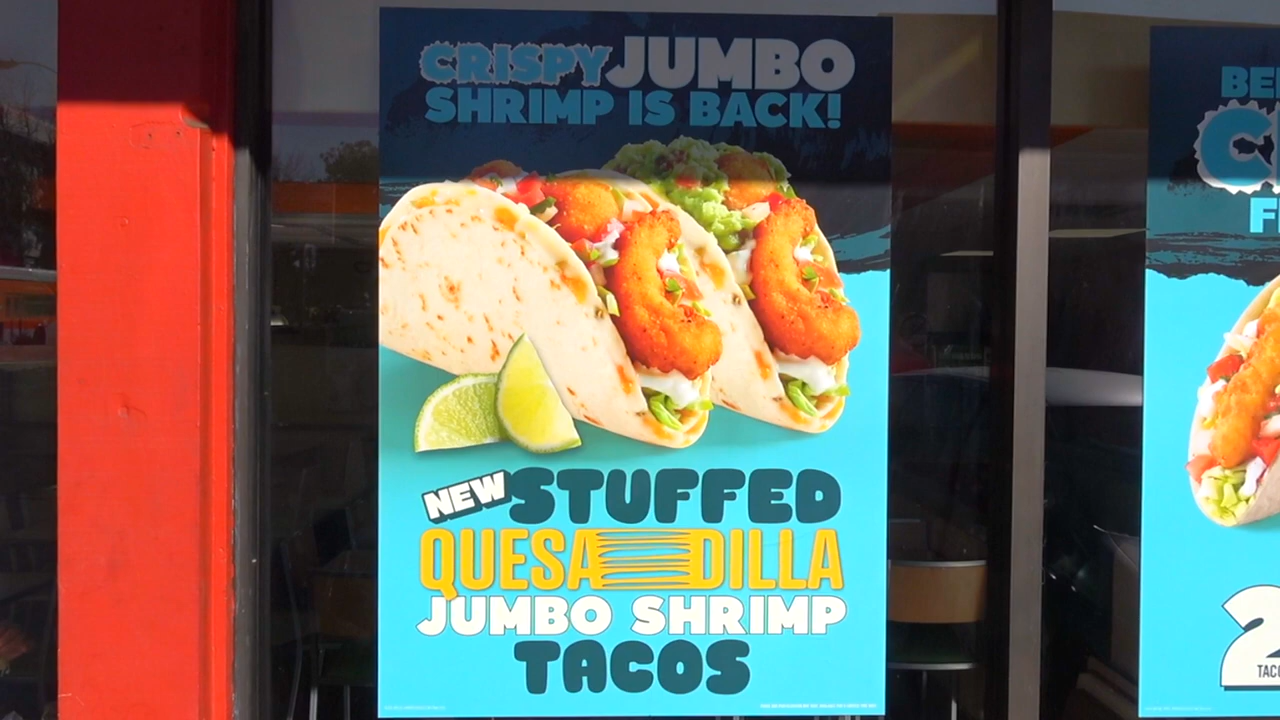 CRISPY JUMBO
SHRIMP IS BACK!
NEW STUFFED
QUESADILLA
JUMBO SHRIMP
TACOS